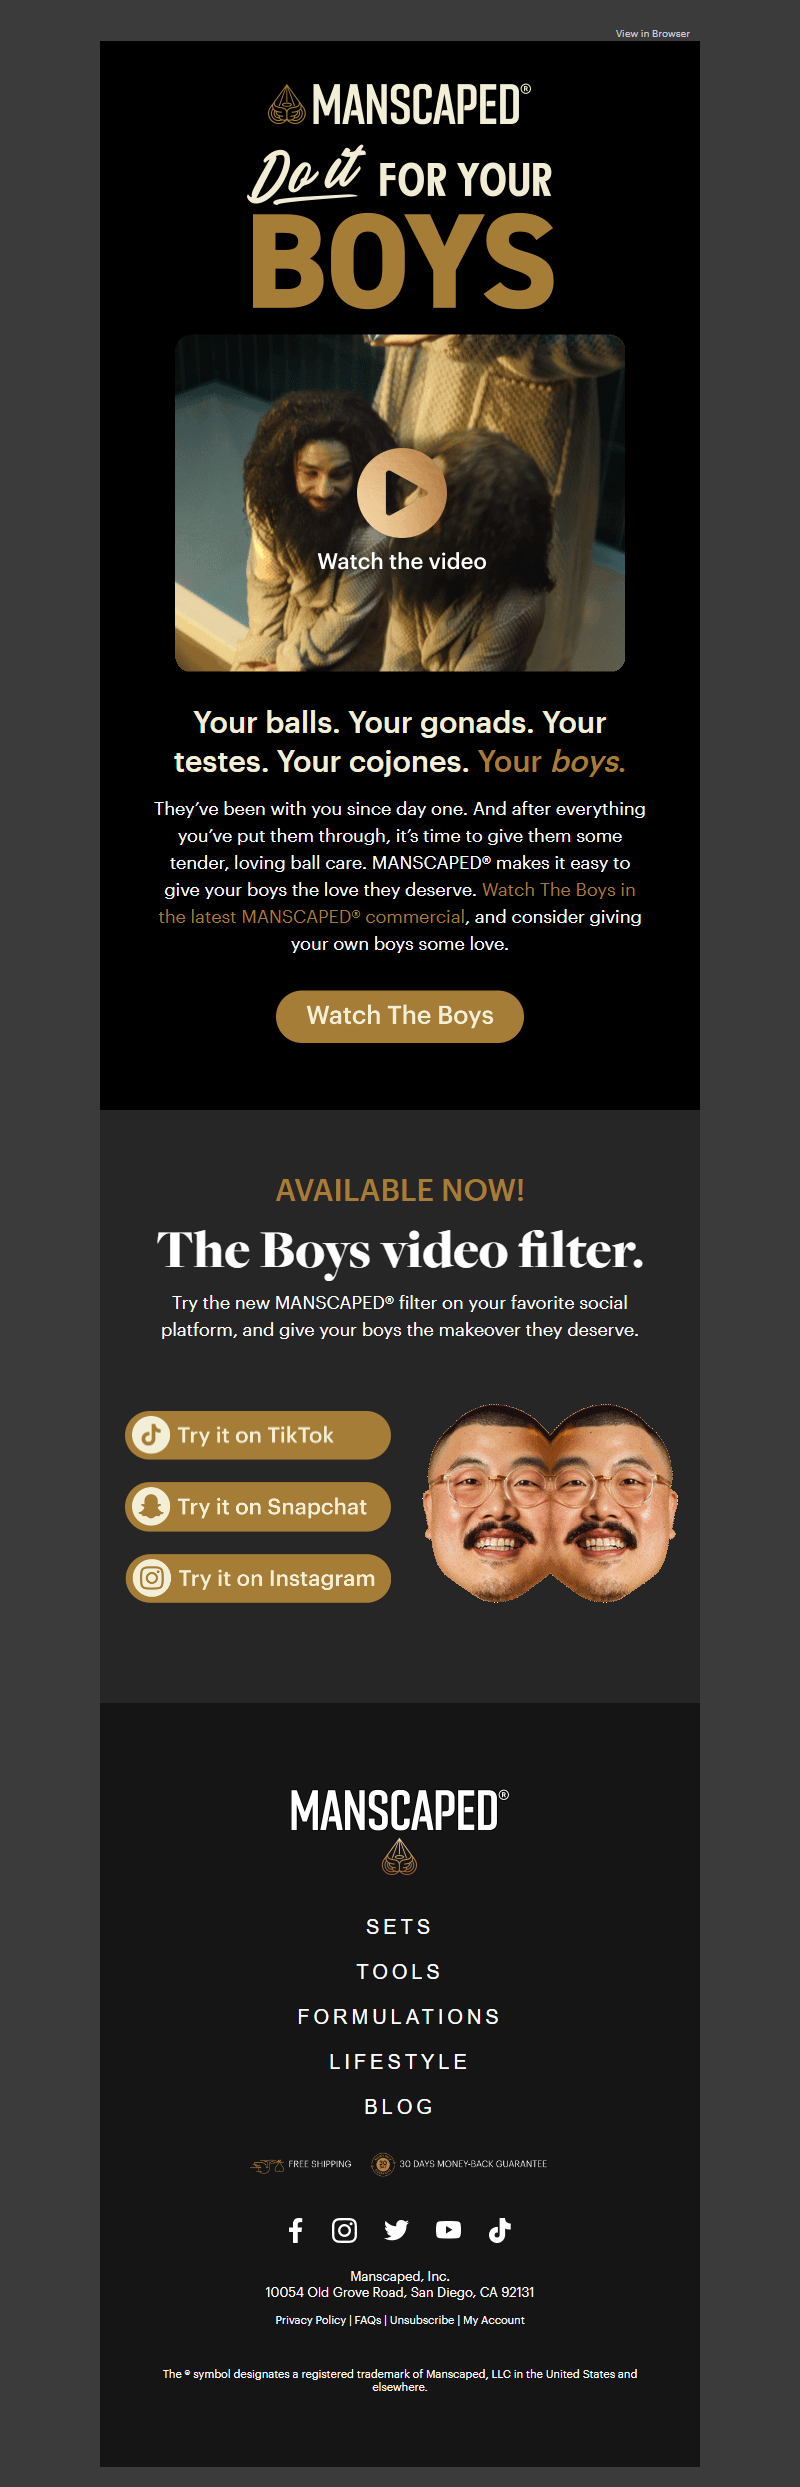 View in Browser
MANSCAPED®
Do it FOR YOUR
BOYS
Watch the video
Your balls. Your gonads. Your
testes. Your cojones. Your boys.
They’ve been with you since day one. And after everything
you’ve put them through, it’s time to give them some
tender, loving ball care. MANSCAPED® makes it easy to
give your boys the love they deserve. Watch The Boys in
the latest MANSCAPED® commercial, and consider giving
your own boys some love.
Watch The Boys
AVAILABLE NOW!
The Boys video filter.
Try the new MANSCAPED® filter on your favorite social
platform, and give your boys the makeover they deserve.
Try it on TikTok
Try it on Snapchat
Try it on Instagram
MANSCAPED®
SETS
TOOLS
FORMULATIONS
LIFESTYLE
BLOG
FREE SHIPPING
30 DAYS MONEY-BACK GUARANTEE
Manscaped, Inc.
10054 Old Grove Road, San Diego, CA 92131
Privacy Policy | FAQs | Unsubscribe | My Account
The ® symbol designates a registered trademark of Manscaped, LLC in the United States and
elsewhere.